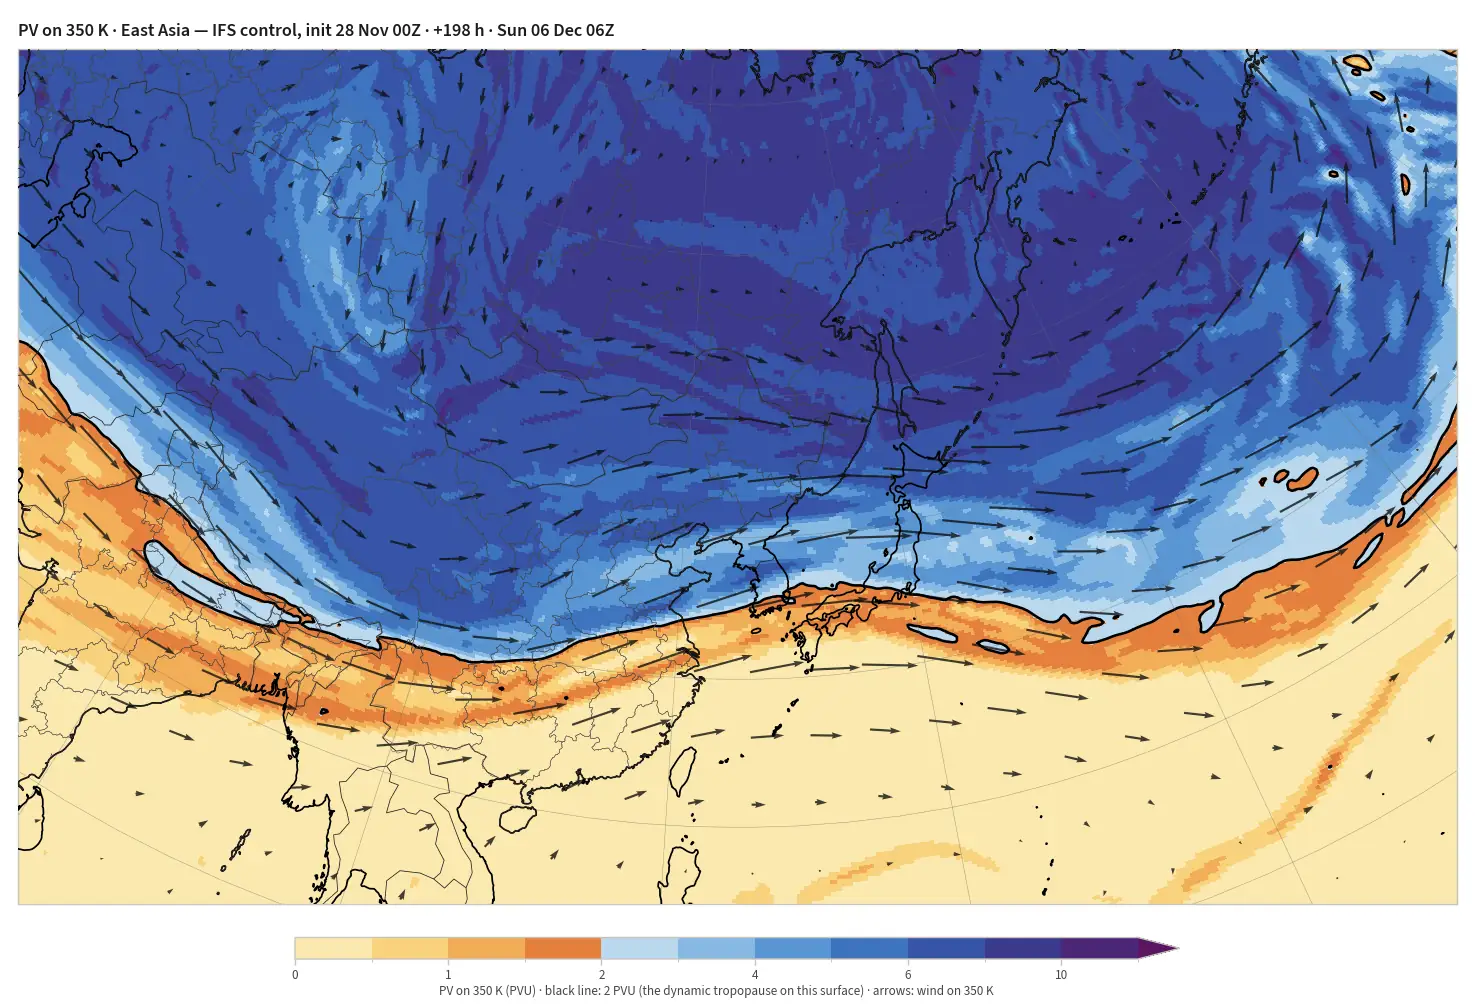 PV on 350 K · East Asia — IFS control, init 28 Nov 00Z · +198 h · Sun 06 Dec 06Z
0 1 2 4 6 10
PV on 350 K (PVU) · black line: 2 PVU (the dynamic tropopause on this surface) · arrows: wind on 350 K